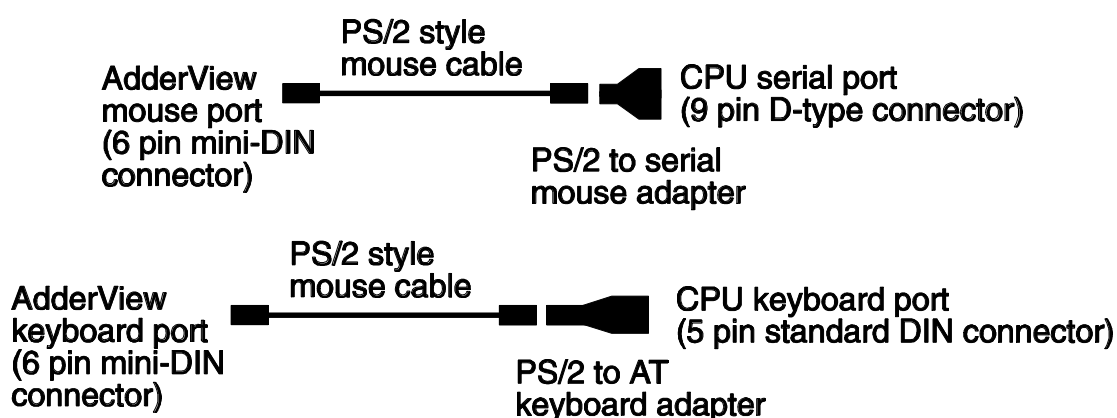 PS/2 style
mouse cable
AdderView
mouse port
(6 pin mini-DIN
connector)
CPU serial port
(9 pin D-type connector)
PS/2 to serial
mouse adapter
PS/2 style
mouse cable
AdderView
keyboard port
(6 pin mini-DIN
connector)
CPU keyboard port
(5 pin standard DIN connector)
PS/2 to AT
keyboard adapter